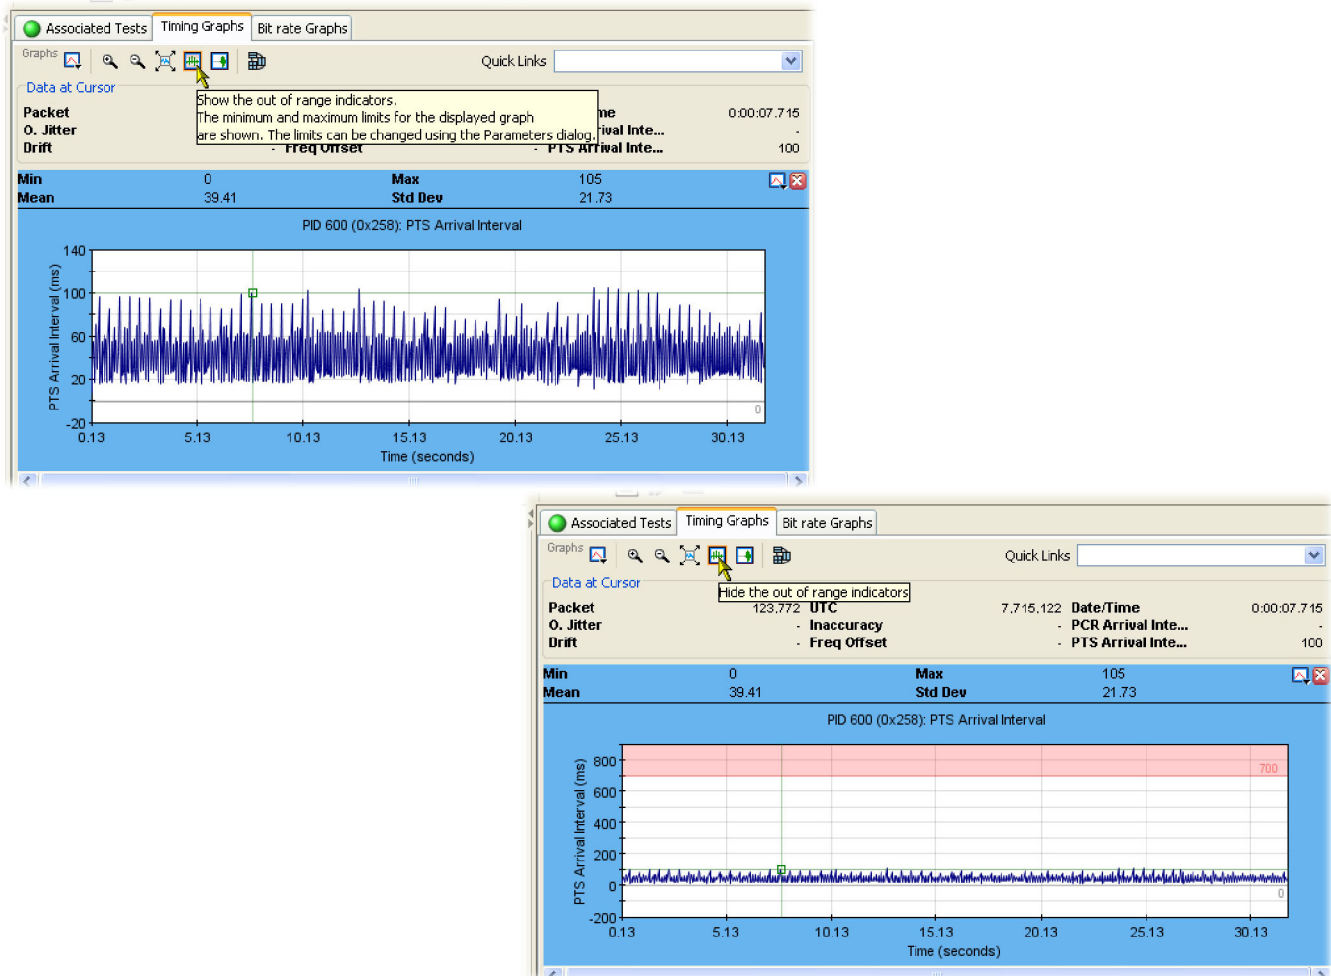 Associated Tests Timing Graphs Bit rate Graphs
Graphs Quick Links
Data at Cursor
Show the out of range indicators.
The minimum and maximum limits for the displayed graph
are shown. The limits can be changed using the Parameters dialog.
Packet me 0:00:07.715
O. Jitter ival Inte... -
Drift - Freq Offset - PTS Arrival Inte... 100
Min 0 Max 105
Mean 39.41 Std Dev 21.73
PID 600 (0x258): PTS Arrival Interval
PTS Arrival Interval (ms)
140
100
60
20
0
-20
0.13 5.13 10.13 15.13 20.13 25.13 30.13
Time (seconds)
Associated Tests Timing Graphs Bit rate Graphs
Graphs Quick Links
Data at Cursor
Hide the out of range indicators
Packet 123,772 UTC 7,715,122 Date/Time 0:00:07.715
O. Jitter - Inaccuracy - PCR Arrival Inte... -
Drift - Freq Offset - PTS Arrival Inte... 100
Min 0 Max 105
Mean 39.41 Std Dev 21.73
PID 600 (0x258): PTS Arrival Interval
PTS Arrival Interval (ms)
800
700
600
400
200
0
0
-200
0.13 5.13 10.13 15.13 20.13 25.13 30.13
Time (seconds)